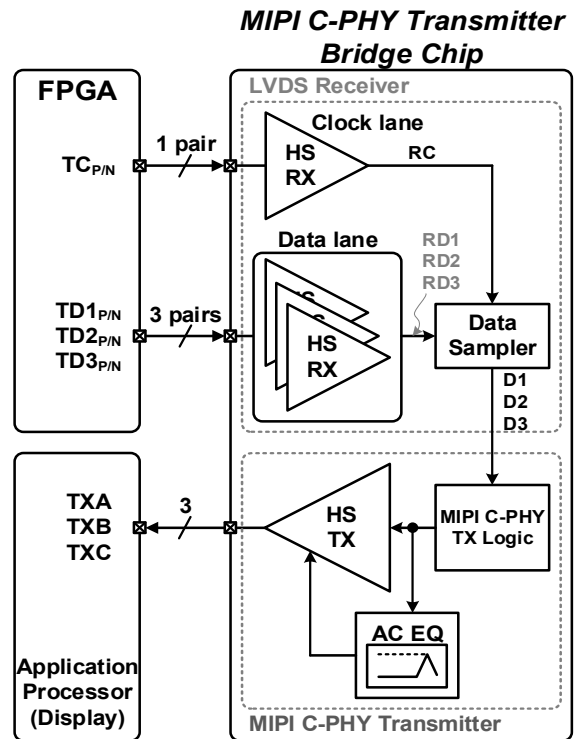 MIPI C-PHY Transmitter
Bridge Chip
FPGA
LVDS Receiver
Clock lane
1 pair
TCP/N
HS
RX
RC
Data lane
RD1
RD2
RD3
TD1P/N
TD2P/N
TD3P/N
3 pairs
HS
RX
Data
Sampler
D1
D2
D3
TXA
TXB
TXC
3
HS
TX
MIPI C-PHY
TX Logic
AC EQ
Application
Processor
(Display)
MIPI C-PHY Transmitter